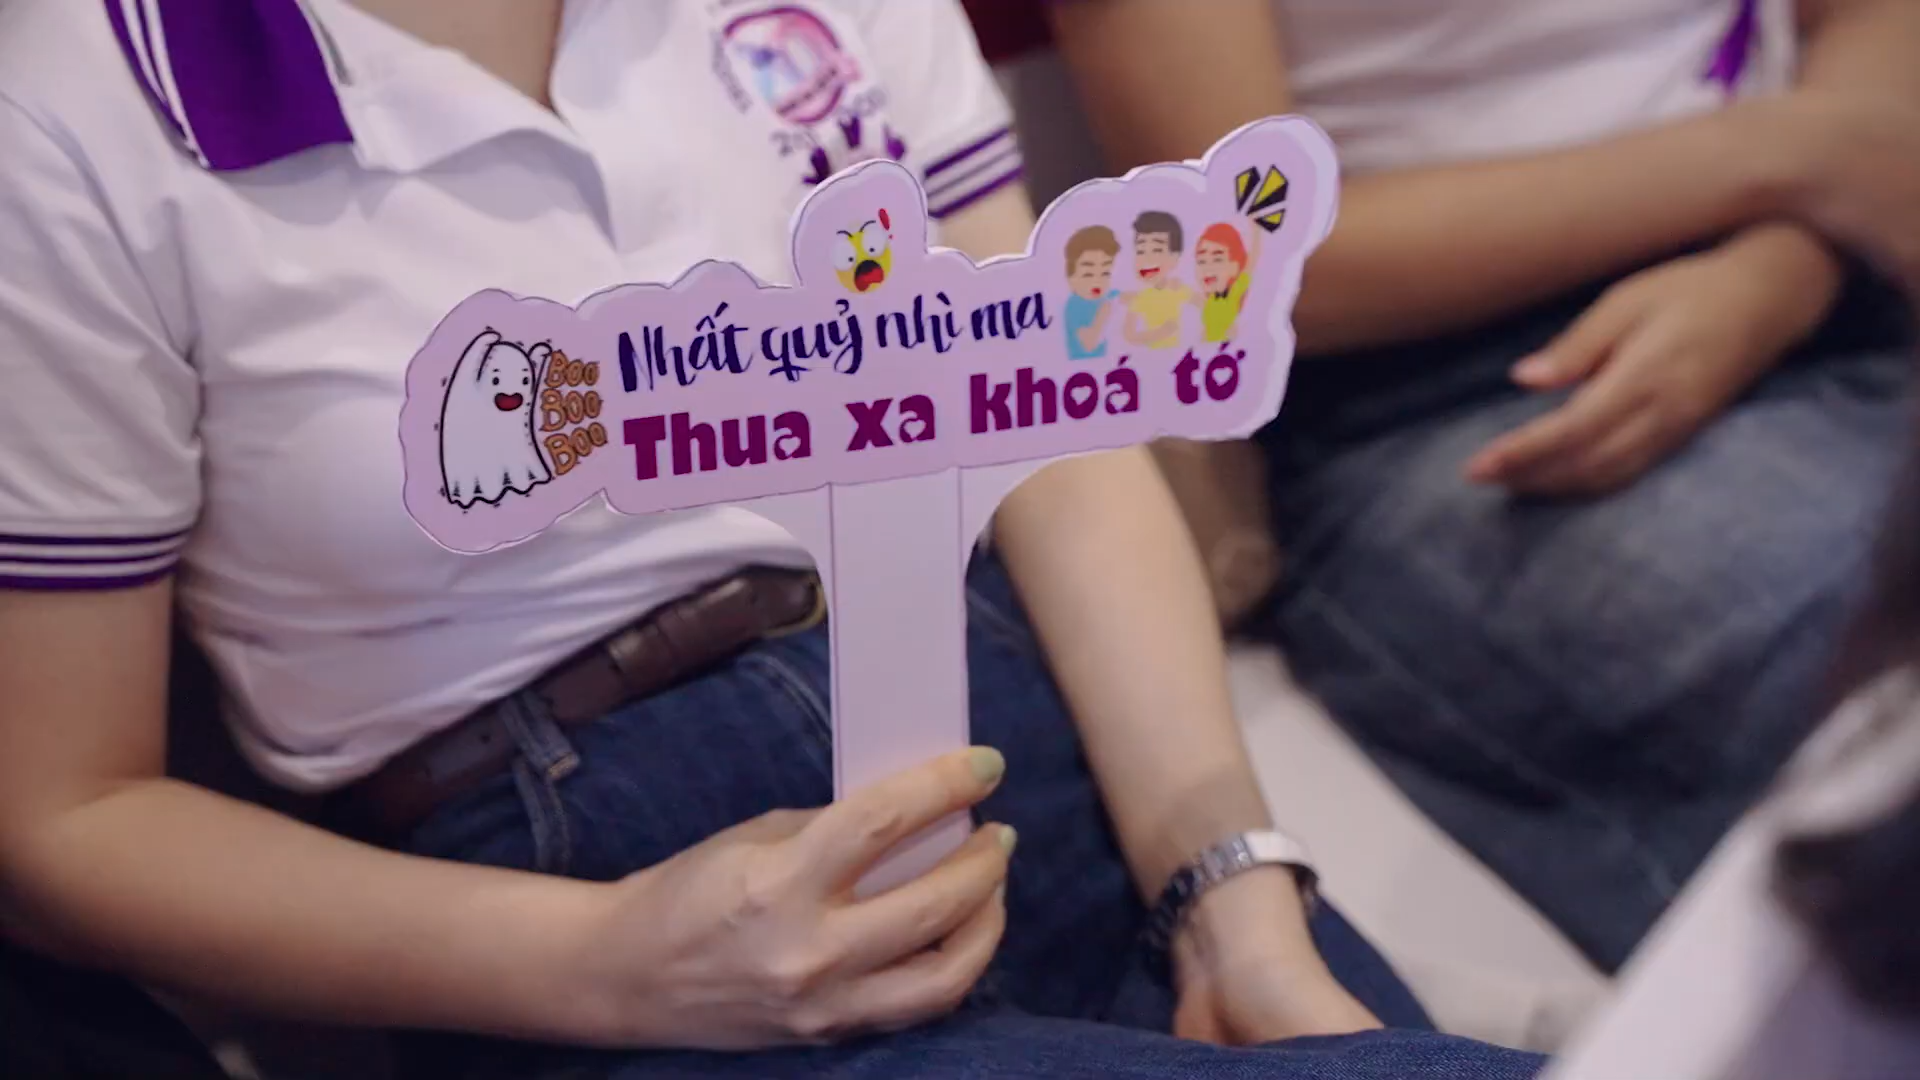 Boo
Boo
Boo
Nhất quỷ nhì ma
Thua xa khoá tớ